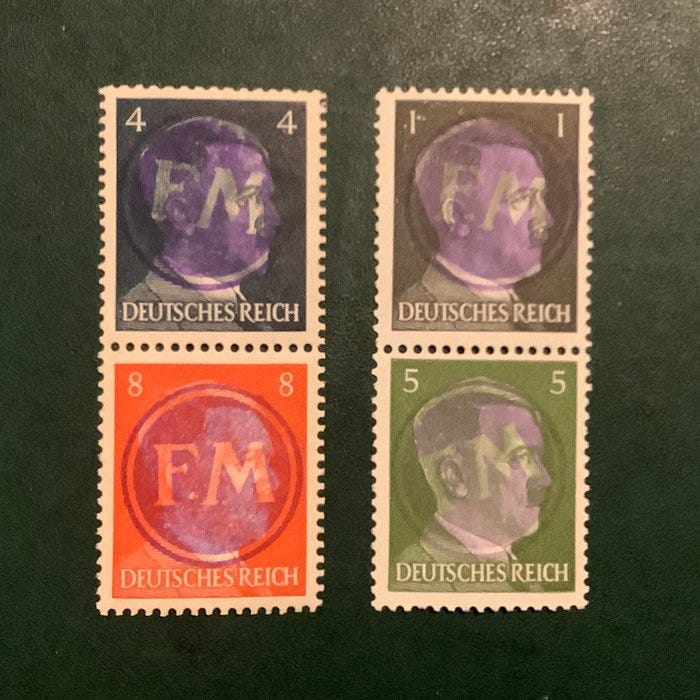 4 4
F.M
DEUTSCHES REICH
8 8
F.M
DEUTSCHES REICH
1 1
F.M
DEUTSCHES REICH
5 5
F.M
DEUTSCHES REICH